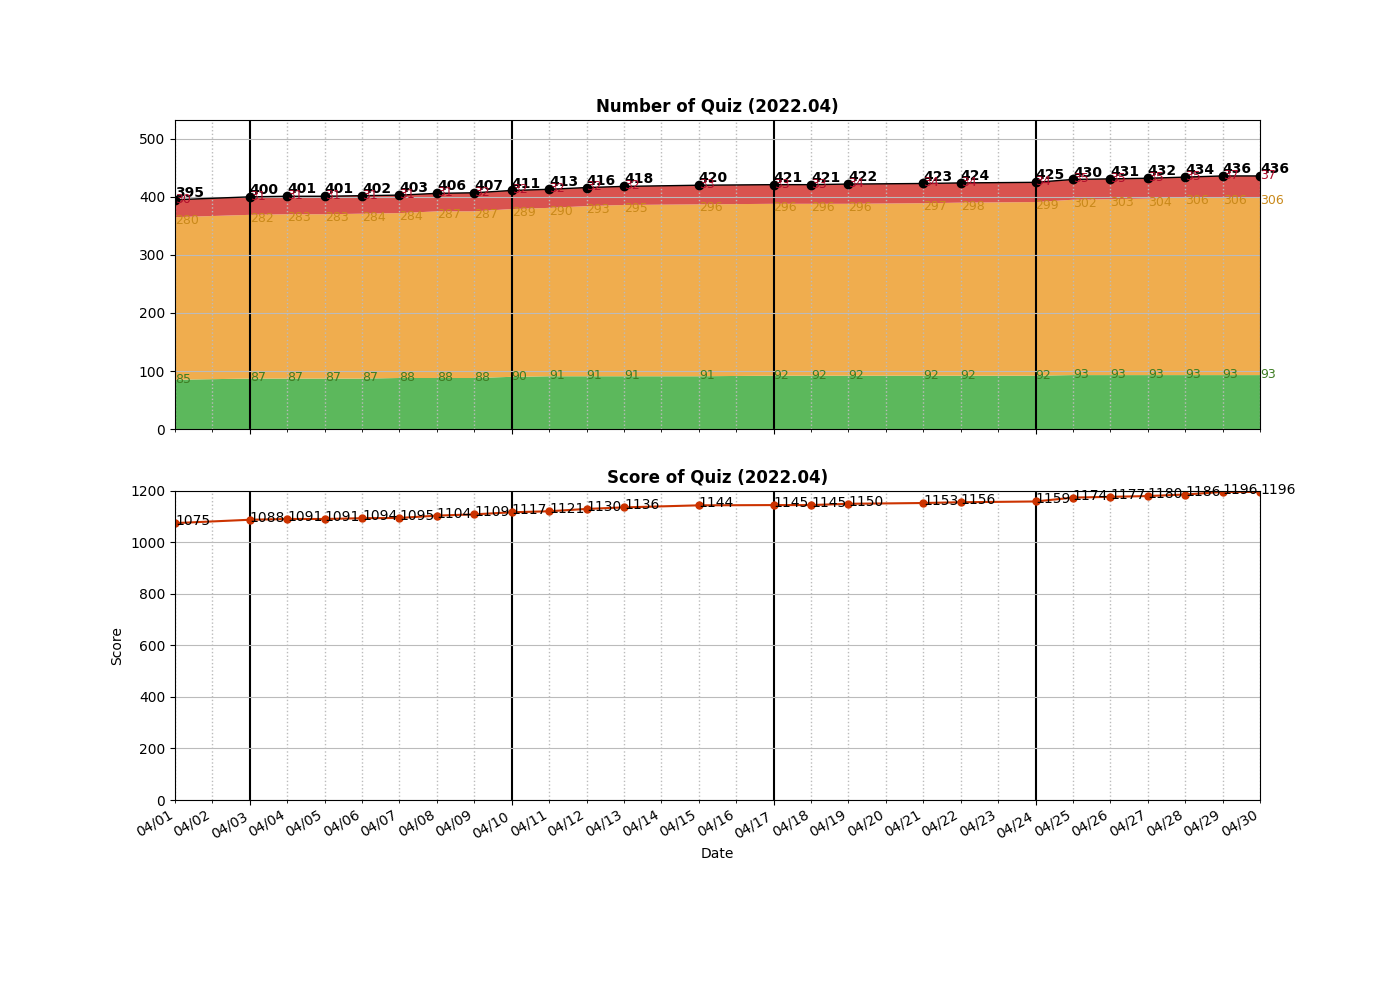 Number of Quiz (2022.04)
500
400
300
200
100
0
395 400 401 401 402 403 406 407 411 413 416 418 420 421 421 422 423 424 425 430 431 432 434 436 436
37
280 282 283 283 284 284 287 287 289 290 293 295 296 296 296 296 297 298 299 302 303 304 306 306 306
85 87 87 87 87 88 88 88 90 91 91 91 91 92 92 92 92 92 92 93 93 93 93 93 93
Score of Quiz (2022.04)
1200
1000
800
600
400
200
0
1075 1088 1091 1091 1094 1095 1104 1109 1117 1121 1130 1136 1144 1145 1145 1150 1153 1156 1159 1174 1177 1180 1186 1196 1196
Score
04/01 04/02 04/03 04/04 04/05 04/06 04/07 04/08 04/09 04/10 04/11 04/12 04/13 04/14 04/15 04/16 04/17 04/18 04/19 04/20 04/21 04/22 04/23 04/24 04/25 04/26 04/27 04/28 04/29 04/30
Date